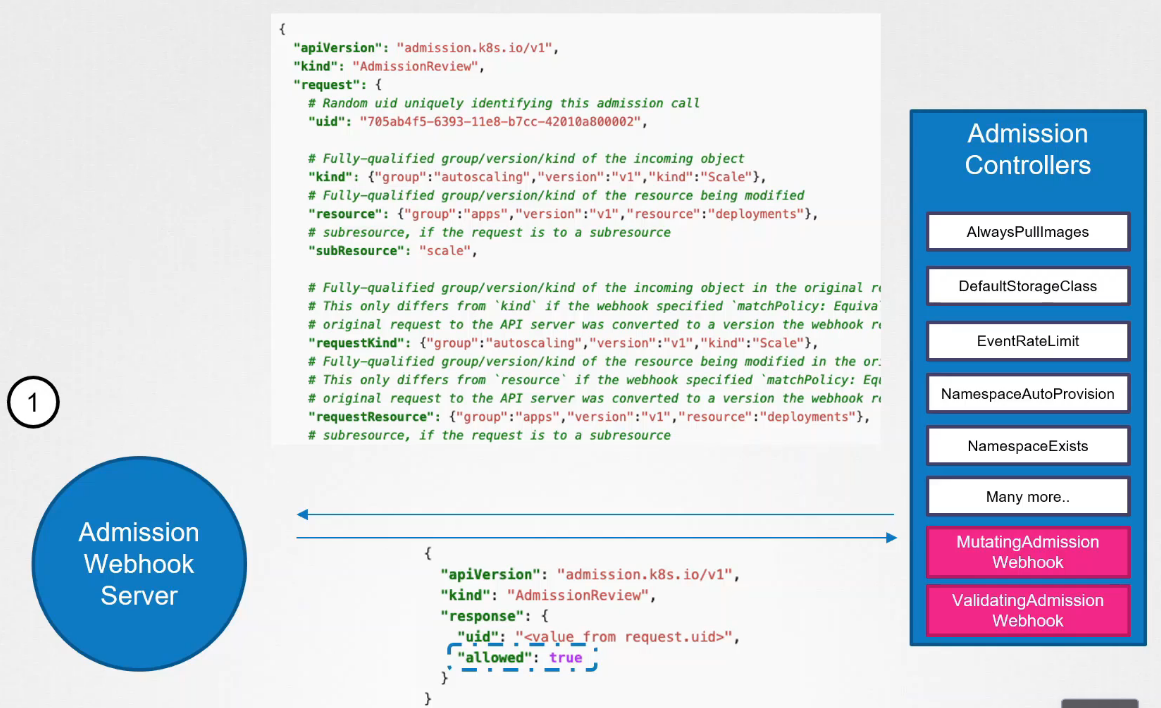 {
"apiVersion": "admission.k8s.io/v1",
"kind": "AdmissionReview",
"request": {
# Random uid uniquely identifying this admission call
"uid": "705ab4f5-6393-11e8-b7cc-42010a800002",
# Fully-qualified group/version/kind of the incoming object
"kind": {"group":"autoscaling","version":"v1","kind":"Scale"},
# Fully-qualified group/version/kind of the resource being modified
"resource": {"group":"apps","version":"v1","resource":"deployments"},
# subresource, if the request is to a subresource
"subResource": "scale",
# Fully-qualified group/version/kind of the incoming object in the original
# This only differs from `kind` if the webhook specified `matchPolicy:
# original request to the API server was converted to a version the webhook
"requestKind": {"group":"autoscaling","version":"v1","kind":"Scale"},
# Fully-qualified group/version/kind of the resource being modified in the
# This only differs from `resource` if the webhook specified `matchPolicy:
# original request to the API server was converted to a version the webhook
"requestResource": {"group":"apps","version":"v1","resource":"deployments"},
# subresource, if the request is to a subresource
1
Admission
Webhook
Server
{
"apiVersion": "admission.k8s.io/v1",
"kind": "AdmissionReview",
"response": {
"uid": "<value from request.uid>",
"allowed": true
}
}
Admission
Controllers
AlwaysPullImages
DefaultStorageClass
EventRateLimit
NamespaceAutoProvision
NamespaceExists
Many more..
MutatingAdmission
Webhook
ValidatingAdmission
Webhook